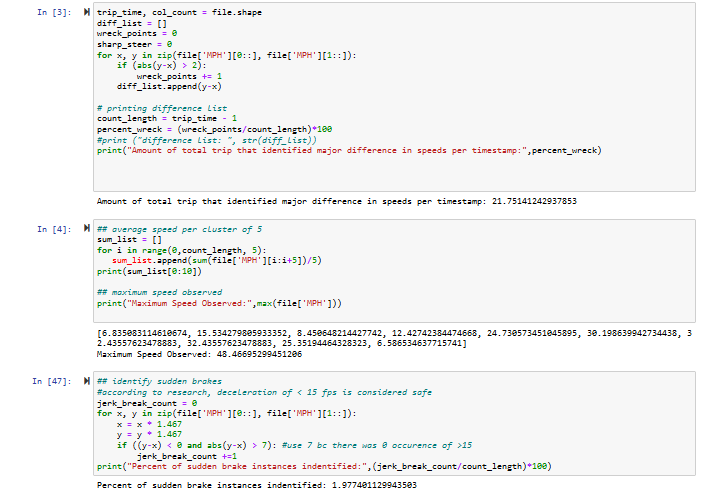 In [3]:
trip_time, col_count = file.shape
diff_list = []
wreck_points = 0
sharp_steer = 0
for x, y in zip(file['MPH'][0::], file['MPH'][1::]):
if (abs(y-x) > 2):
wreck_points += 1
diff_list.append(y-x)
# printing difference list
count_length = trip_time - 1
percent_wreck = (wreck_points/count_length)*100
#print ("difference list: ", str(diff_list))
print("Amount of total trip that identified major difference in speeds per timestamp:",percent_wreck)
Amount of total trip that identified major difference in speeds per timestamp: 21.75141242937853
In [4]:
## average speed per cluster of 5
sum_list = []
for i in range(0,count_length, 5):
sum_list.append(sum(file['MPH'][i:i+5])/5)
print(sum_list[0:10])
## maximum speed observed
print("Maximum Speed Observed:",max(file['MPH']))
[6.835083114610674, 15.534279805933352, 8.450648214427742, 12.42742384474668, 24.730573451045895, 30.198639942734438, 3
2.43557623478883, 32.43557623478883, 25.35194464328323, 6.586534637715741]
Maximum Speed Observed: 48.46695299451206
In [47]:
## identify sudden brakes
#according to research, deceleration of < 15 fps is considered safe
jerk_break_count = 0
for x, y in zip(file['MPH'][0::], file['MPH'][1::]):
x = x * 1.467
y = y * 1.467
if ((y-x) < 0 and abs(y-x) > 7): #use 7 bc there was 0 occurence of >15
jerk_break_count +=1
print("Percent of sudden brake instances indentified:",(jerk_break_count/count_length)*100)
Percent of sudden brake instances indentified: 1.977401129943503